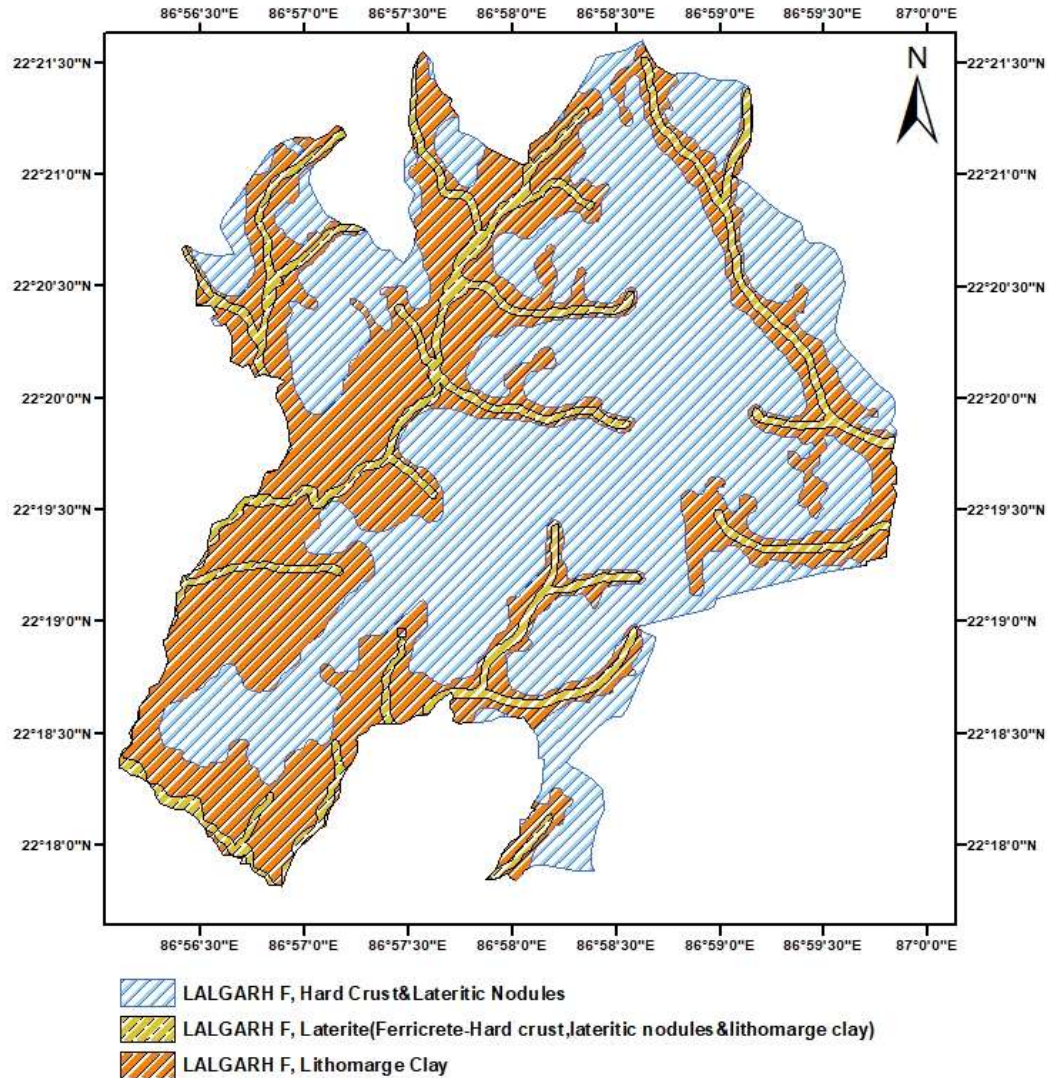 86°56'30"E 86°57'0"E 86°57'30"E 86°58'0"E 86°58'30"E 86°59'0"E 86°59'30"E 87°0'0"E
N
22°21'30"N 22°21'30"N
22°21'0"N 22°21'0"N
22°20'30"N 22°20'30"N
22°20'0"N 22°20'0"N
22°19'30"N 22°19'30"N
22°19'0"N 22°19'0"N
22°18'30"N 22°18'30"N
22°18'0"N 22°18'0"N
86°56'30"E 86°57'0"E 86°57'30"E 86°58'0"E 86°58'30"E 86°59'0"E 86°59'30"E 87°0'0"E
LALGARH F, Hard Crust&Lateritic Nodules
LALGARH F, Laterite(Ferricrete-Hard crust,lateritic nodules&lithomarge clay)
LALGARH F, Lithomarge Clay